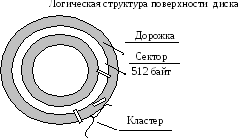 Логическая структура поверхности диска
Дорожка
Сектор
512 байт
Кластер